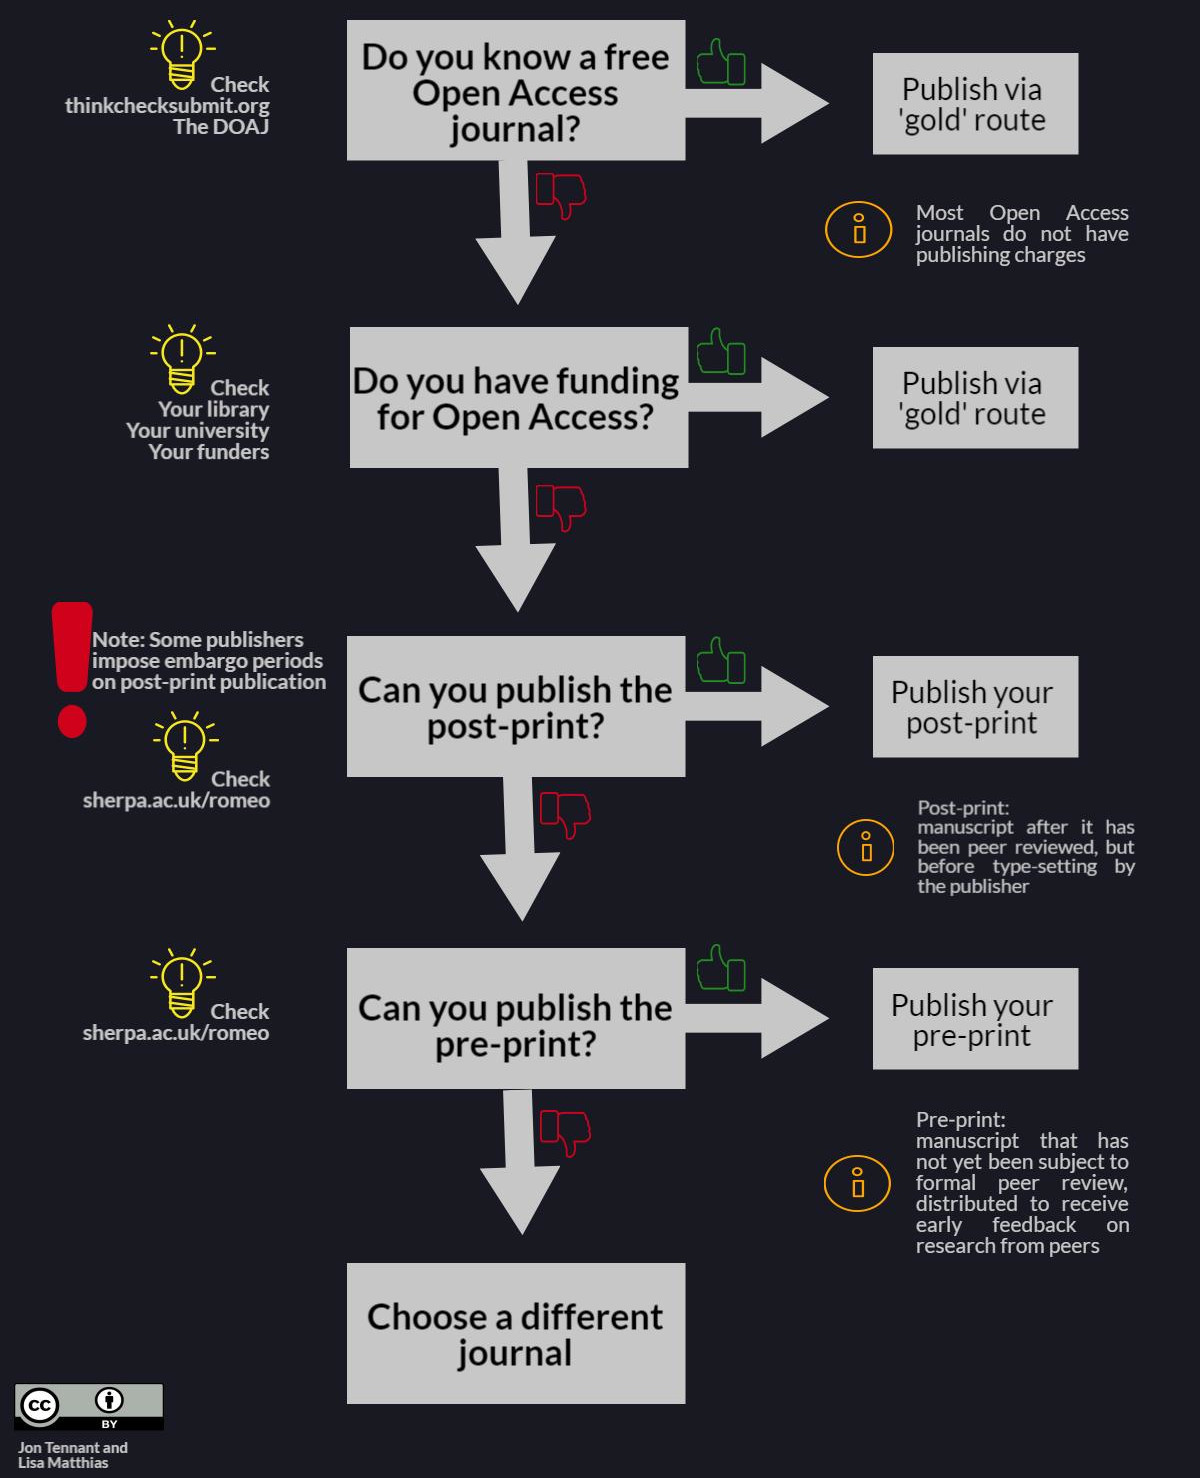 Check
thinkchecksubmit.org
The DOAJ
Do you know a free
Open Access
journal?
Publish via
'gold' route
Most Open Access
journals do not have
publishing charges
Check
Your library
Your university
Your funders
Do you have funding
for Open Access?
Publish via
'gold' route
Note: Some publishers
impose embargo periods
on post-print publication
Check
sherpa.ac.uk/romeo
Can you publish the
post-print?
Publish your
post-print
Post-print:
manuscript after it has
been peer reviewed, but
before type-setting by
the publisher
Check
sherpa.ac.uk/romeo
Can you publish the
pre-print?
Publish your
pre-print
Pre-print:
manuscript that has
not yet been subject to
formal peer review,
distributed to receive
early feedback on
research from peers
Choose a different
journal
CC
BY
Jon Tennant and
Lisa Matthias